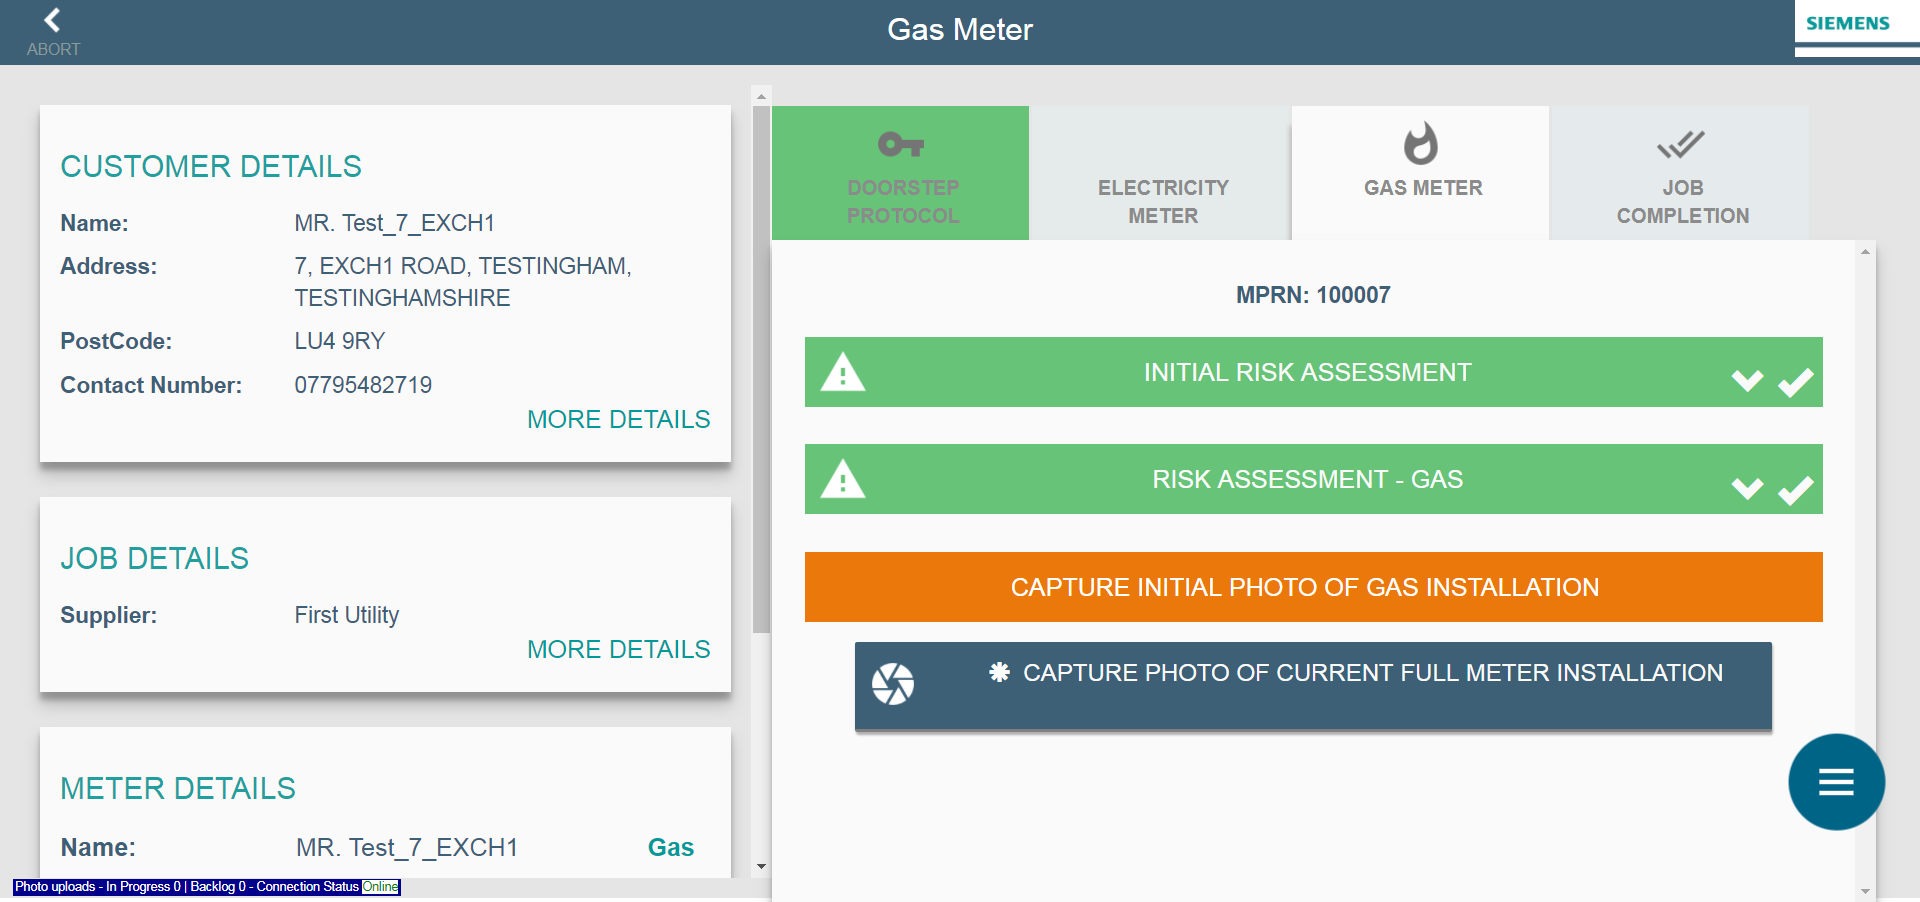 ABORT
Gas Meter
SIEMENS
CUSTOMER DETAILS
Name: MR. Test_7_EXCH1
Address: 7, EXCH1 ROAD, TESTINGHAM,
TESTINGHAMSHIRE
PostCode: LU4 9RY
Contact Number: 07795482719
MORE DETAILS
JOB DETAILS
Supplier: First Utility
MORE DETAILS
METER DETAILS
Name: MR. Test_7_EXCH1 Gas
Photo uploads - In Progress 0 | Backlog 0 - Connection Status Online
DOORSTEP
PROTOCOL
ELECTRICITY
METER
GAS METER
JOB
COMPLETION
MPRN: 100007
INITIAL RISK ASSESSMENT
RISK ASSESSMENT - GAS
CAPTURE INITIAL PHOTO OF GAS INSTALLATION
✱ CAPTURE PHOTO OF CURRENT FULL METER INSTALLATION